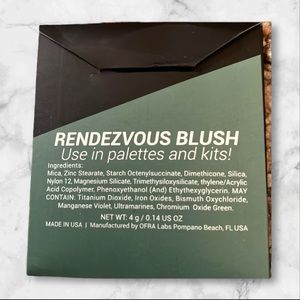 RENDEZVOUS BLUSH
Use in palettes and kits!
Ingredients:
Mica, Zinc Stearate, Starch Octenylsuccinate, Dimethicone, Silica,
Nylon 12, Magnesium Silicate, Trimethysiloxysilicate, thylene/Acrylic
Acid Copolymer, Phenoxyethanol (And) Ethythexyglycerin. MAY
CONTAIN: Titanium Dioxide, Iron Oxides, Bismuth Oxychloride,
Manganese Violet, Ultramarines, Chromium Oxide Green.
NET WT: 4 g / 0.14 US OZ
MADE IN USA | Manufactured by OFRA Labs Pompano Beach, FL USA